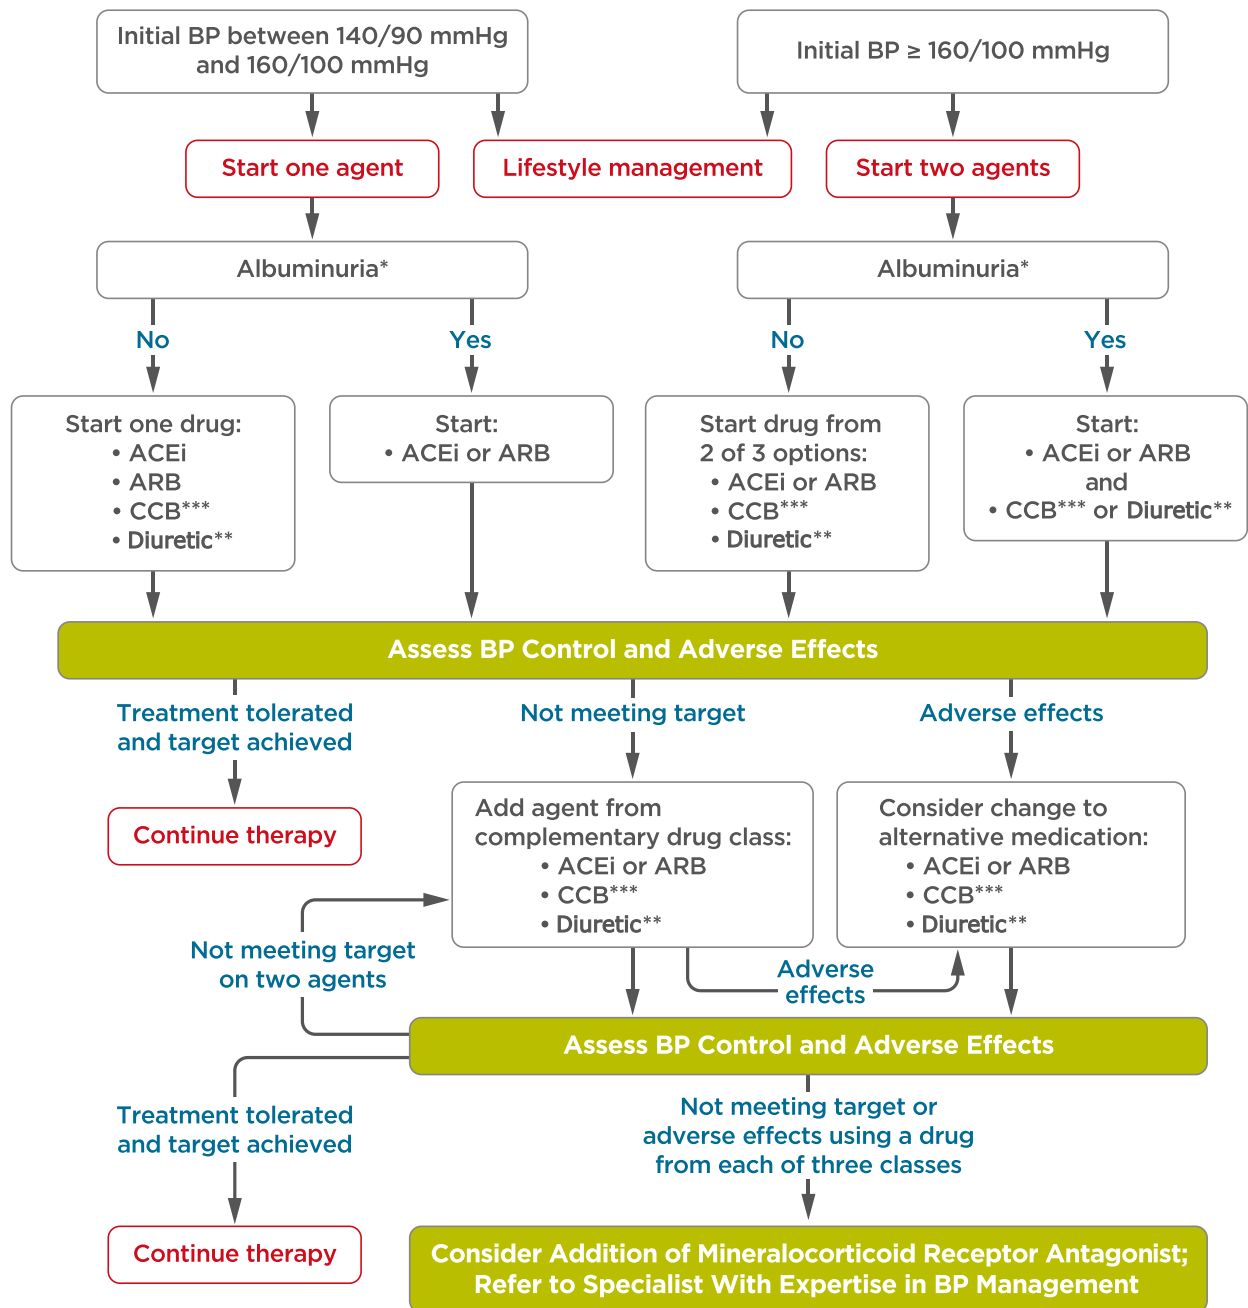 Initial BP between 140/90 mmHg
and 160/100 mmHg
Initial BP ≥ 160/100 mmHg
Start one agent
Lifestyle management
Start two agents
Albuminuria*
Albuminuria*
No
Yes
No
Yes
Start one drug:
• ACEi
• ARB
• CCB***
• Diuretic**
Start:
• ACEi or ARB
Start drug from
2 of 3 options:
• ACEi or ARB
• CCB***
• Diuretic**
Start:
• ACEi or ARB
and
• CCB*** or Diuretic**
Assess BP Control and Adverse Effects
Treatment tolerated
and target achieved
Not meeting target
Adverse effects
Continue therapy
Add agent from
complementary drug class:
• ACEi or ARB
• CCB***
• Diuretic**
Consider change to
alternative medication:
• ACEi or ARB
• CCB***
• Diuretic**
Not meeting target
on two agents
Adverse
effects
Assess BP Control and Adverse Effects
Treatment tolerated
and target achieved
Not meeting target or
adverse effects using a drug
from each of three classes
Continue therapy
Consider Addition of Mineralocorticoid Receptor Antagonist;
Refer to Specialist With Expertise in BP Management